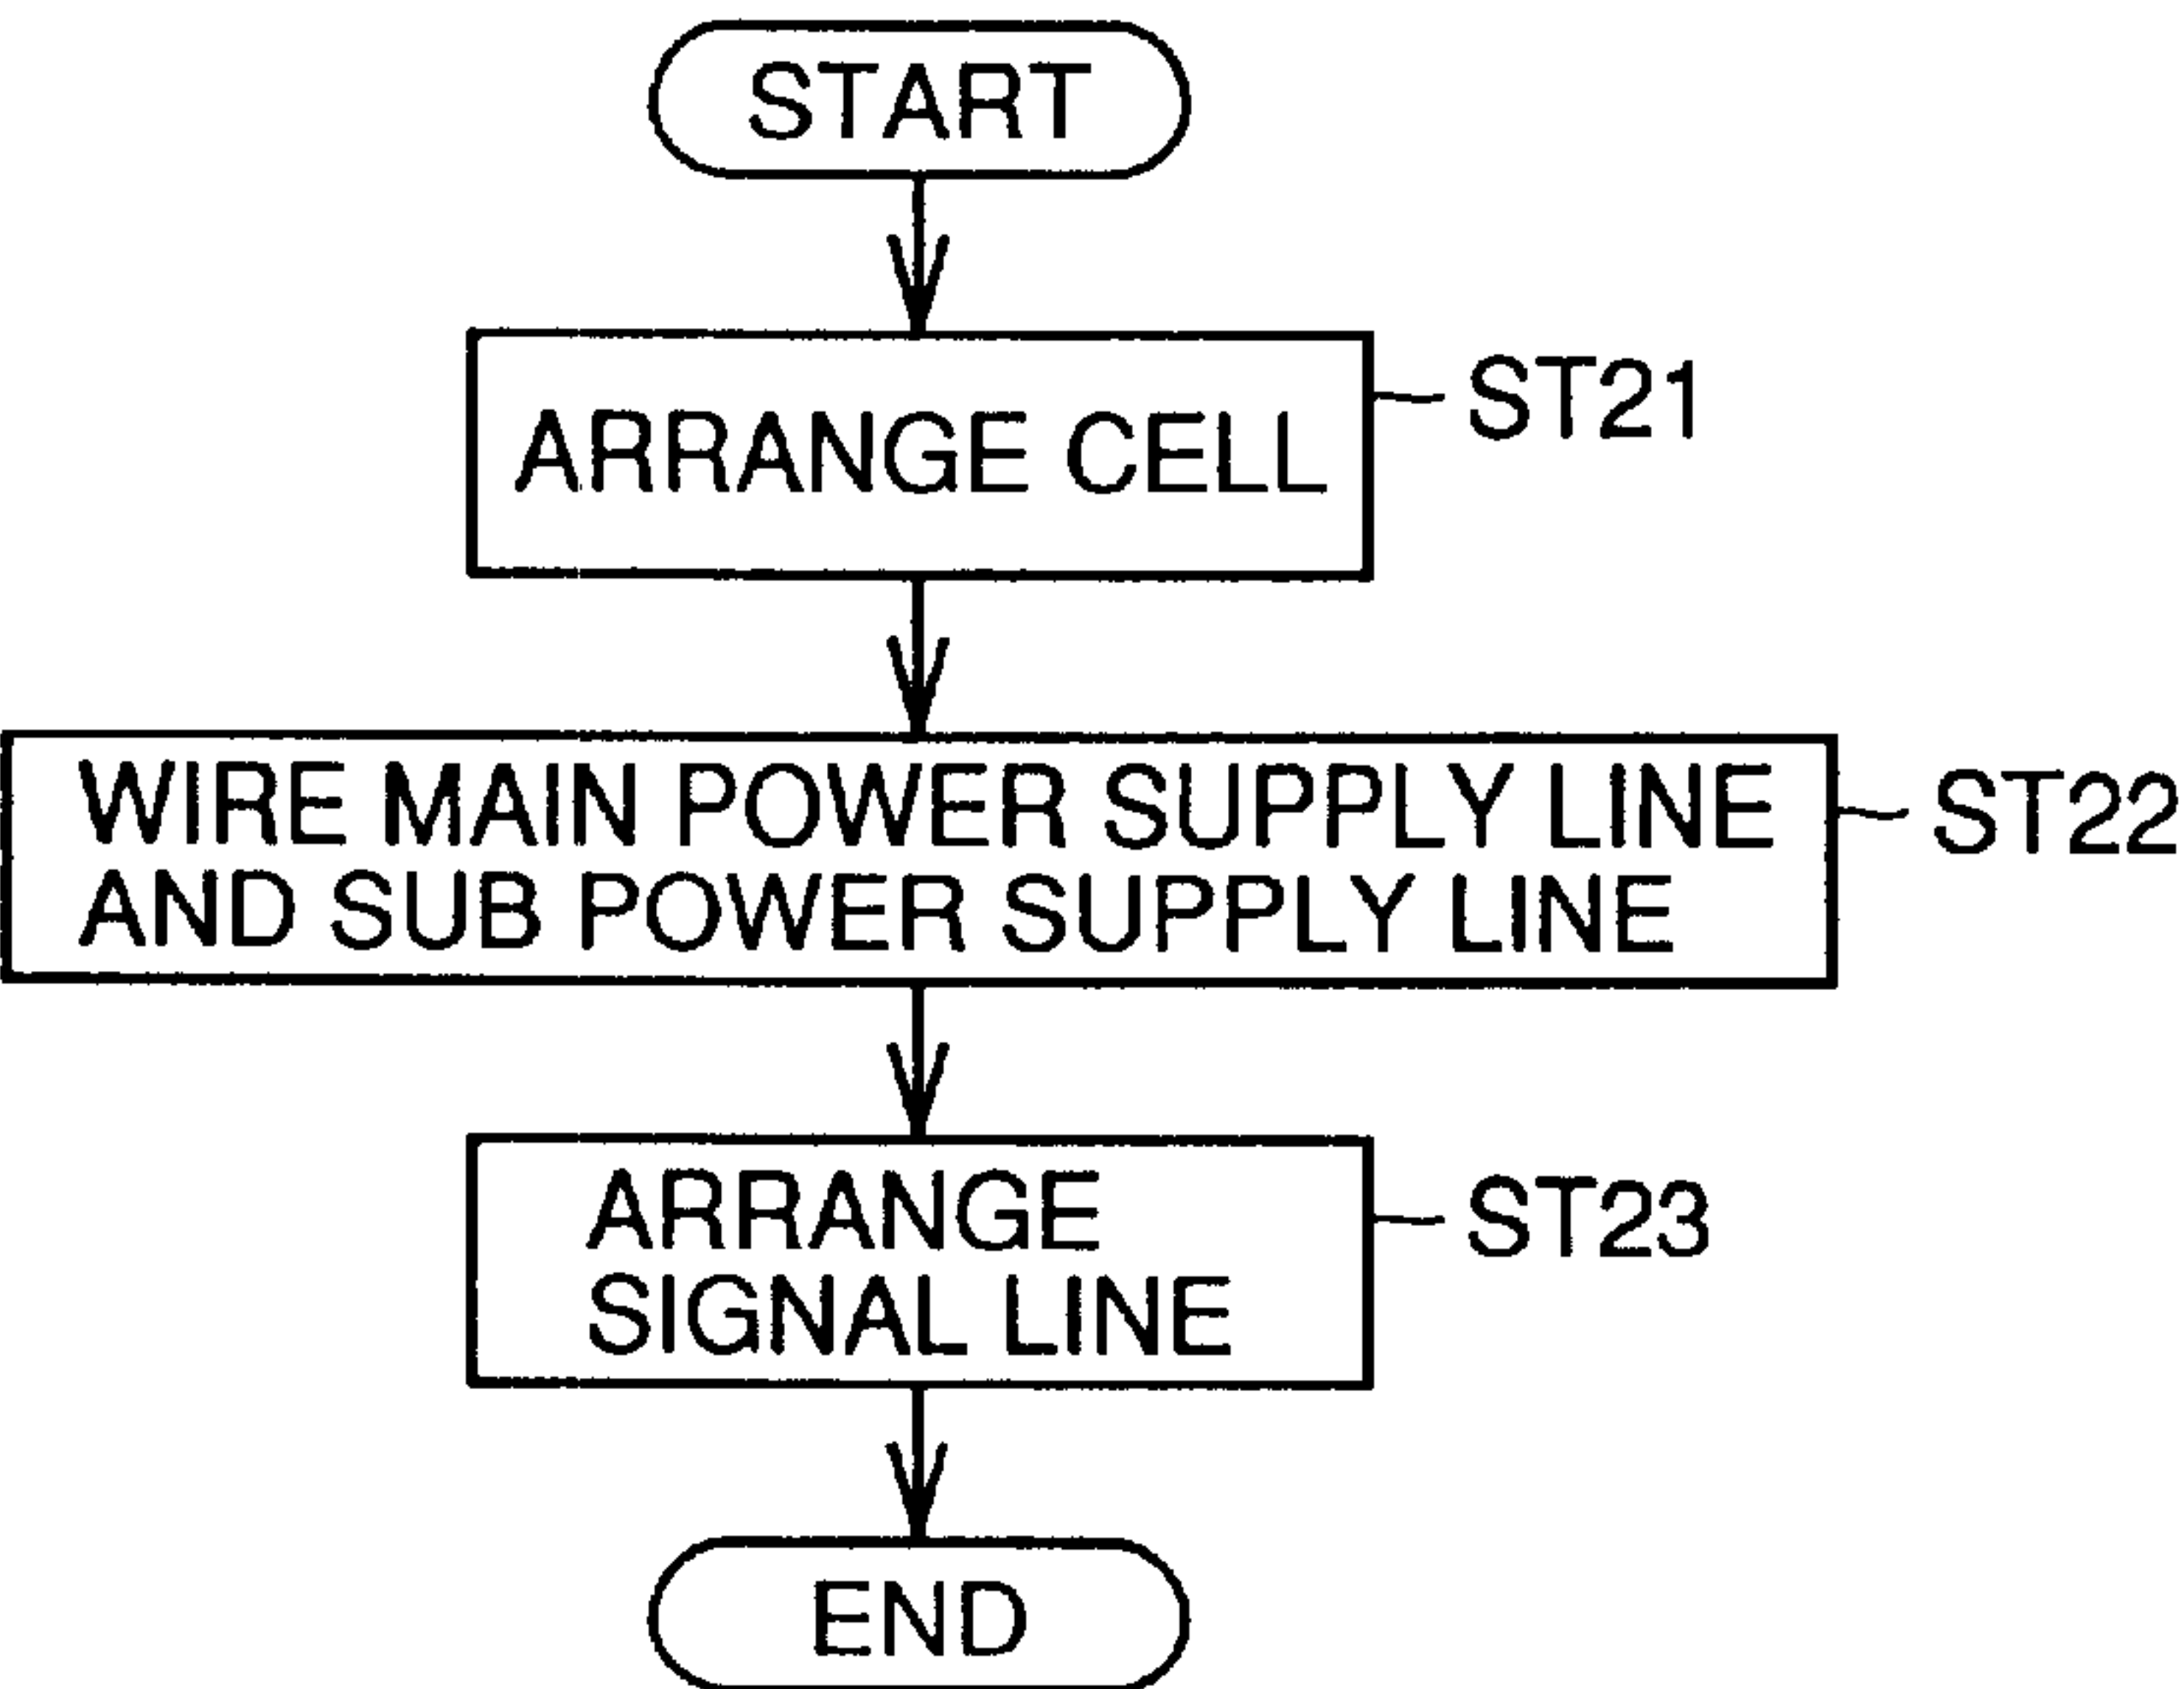 START
ARRANGE CELL
ST21
WIRE MAIN POWER SUPPLY LINE
AND SUB POWER SUPPLY LINE
ST22
ARRANGE
SIGNAL LINE
ST23
END